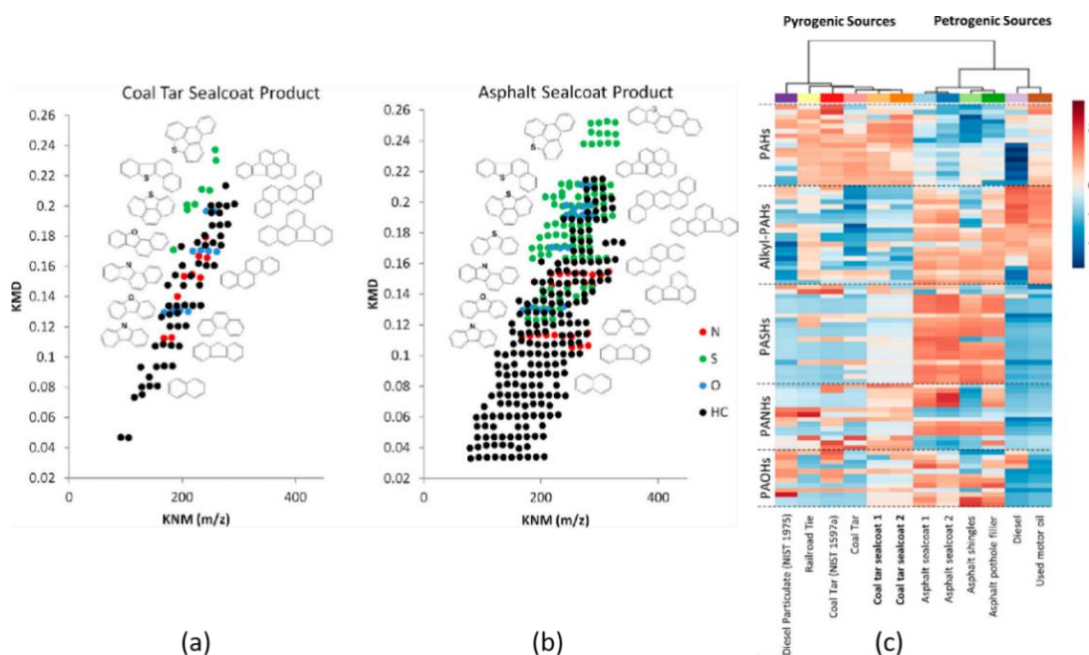 Coal Tar Sealcoat Product
0.26
0.24
0.22
0.2
0.18
0.16
0.14
0.12
0.1
0.08
0.06
0.04
0.02
KMD
0
200
400
KNM (m/z)
S
S
S
O
N
O
N
(a)
Asphalt Sealcoat Product
0.26
0.24
0.22
0.2
0.18
0.16
0.14
0.12
0.1
0.08
0.06
0.04
0.02
KMD
0
200
400
KNM (m/z)
S
S
S
S
N
O
N
N
S
O
HC
(b)
Pyrogenic Sources
Petrogenic Sources
PAHs
Alkyl-PAHs
PASHs
PANHs
PAOHs
Diesel Particulate (NIST 1975)
Railroad Tie
Coal Tar (NIST 1597a)
Coal Tar
Coal tar sealcoat 1
Coal tar sealcoat 2
Asphalt sealcoat 1
Asphalt sealcoat 2
Asphalt shingles
Asphalt pothole filler
Diesel
Used motor oil
(c)